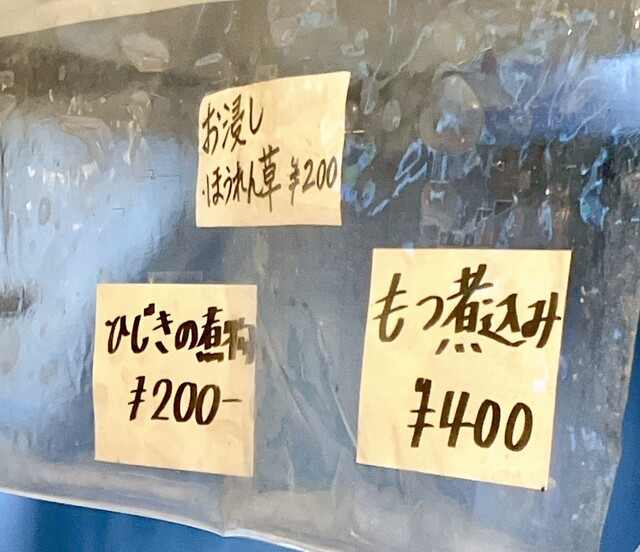 お浸し
・ほうれん草 ¥200
ひじきの煮物
¥200-
もつ煮込み
¥400